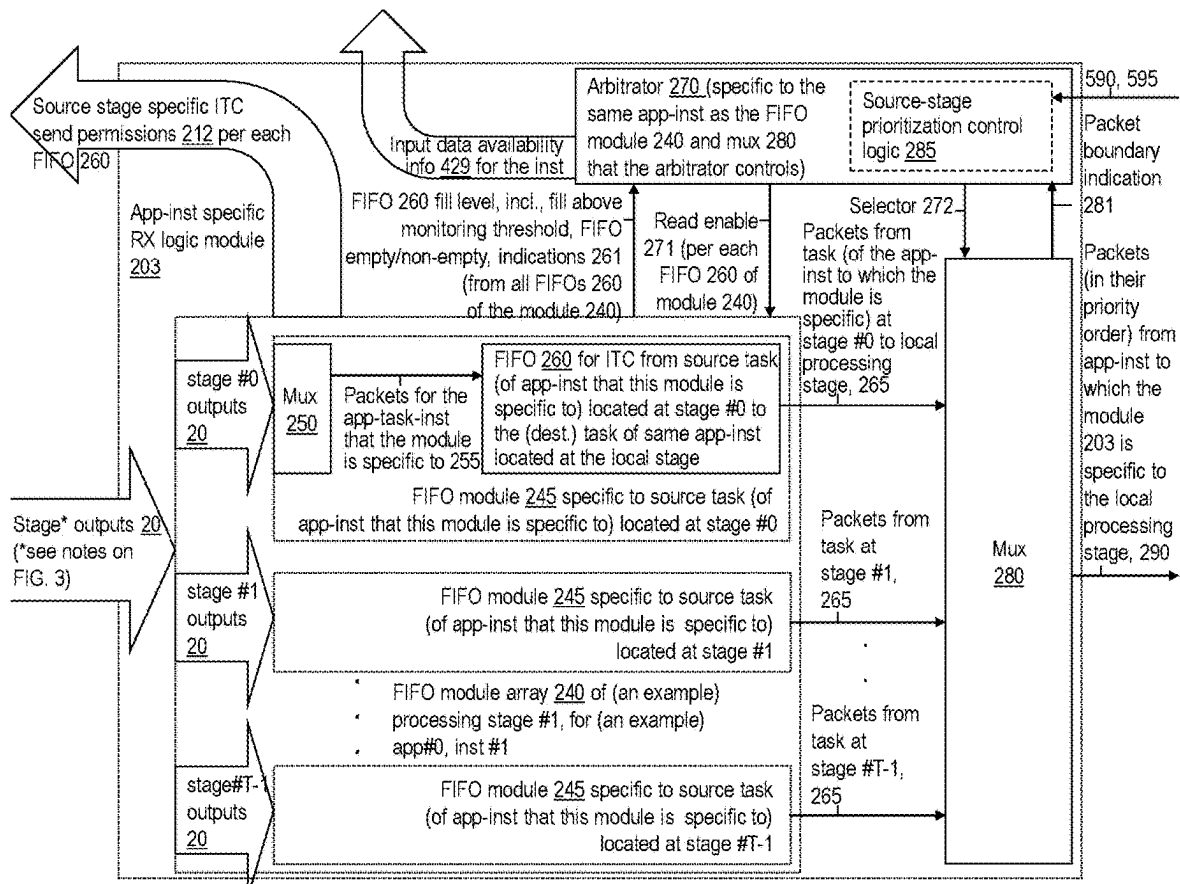 Source stage specific ITC
send permissions 212 per each
FIFO 260
App-inst specific
RX logic module
203
Input data availability
info 429 for the inst
Arbitrator 270 (specific to the
same app-inst as the FIFO
module 240 and mux 280
that the arbitrator controls)
Source-stage
prioritization control
logic 285
590, 595
Packet
boundary
indication
281
FIFO 260 fill level, incl., fill above
monitoring threshold, FIFO
empty/non-empty, indications 261
(from all FIFOs 260
of the module 240)
Read enable
271 (per each
FIFO 260 of
module 240)
Selector 272
Packets from
task (of the app-
inst to which the
module is
specific) at
stage #0 to local
processing
stage, 265
Packets
(in their
priority
order) from
app-inst to
which the
module
203 is
specific to
the local
processing
stage, 290
stage #0
outputs
20
Mux
250
Packets for the
app-task-inst
that the module
is specific to 255
FIFO 260 for ITC from source task
(of app-inst that this module is
specific to) located at stage #0 to
the (dest.) task of same app-inst
located at the local stage
FIFO module 245 specific to source task (of
app-inst that this module is specific to) located at stage #0
Stage* outputs 20
(*see notes on
FIG. 3)
stage #1
outputs
20
FIFO module 245 specific to source task
(of app-inst that this module is specific to)
located at stage #1
Packets from
task at
stage #1,
265
Mux
280
FIFO module array 240 of (an example)
processing stage #1, for (an example)
app#0, inst #1
stage#T-1
outputs
20
FIFO module 245 specific to source task
(of app-inst that this module is specific to)
located at stage #T-1
Packets from
task at
stage #T-1,
265